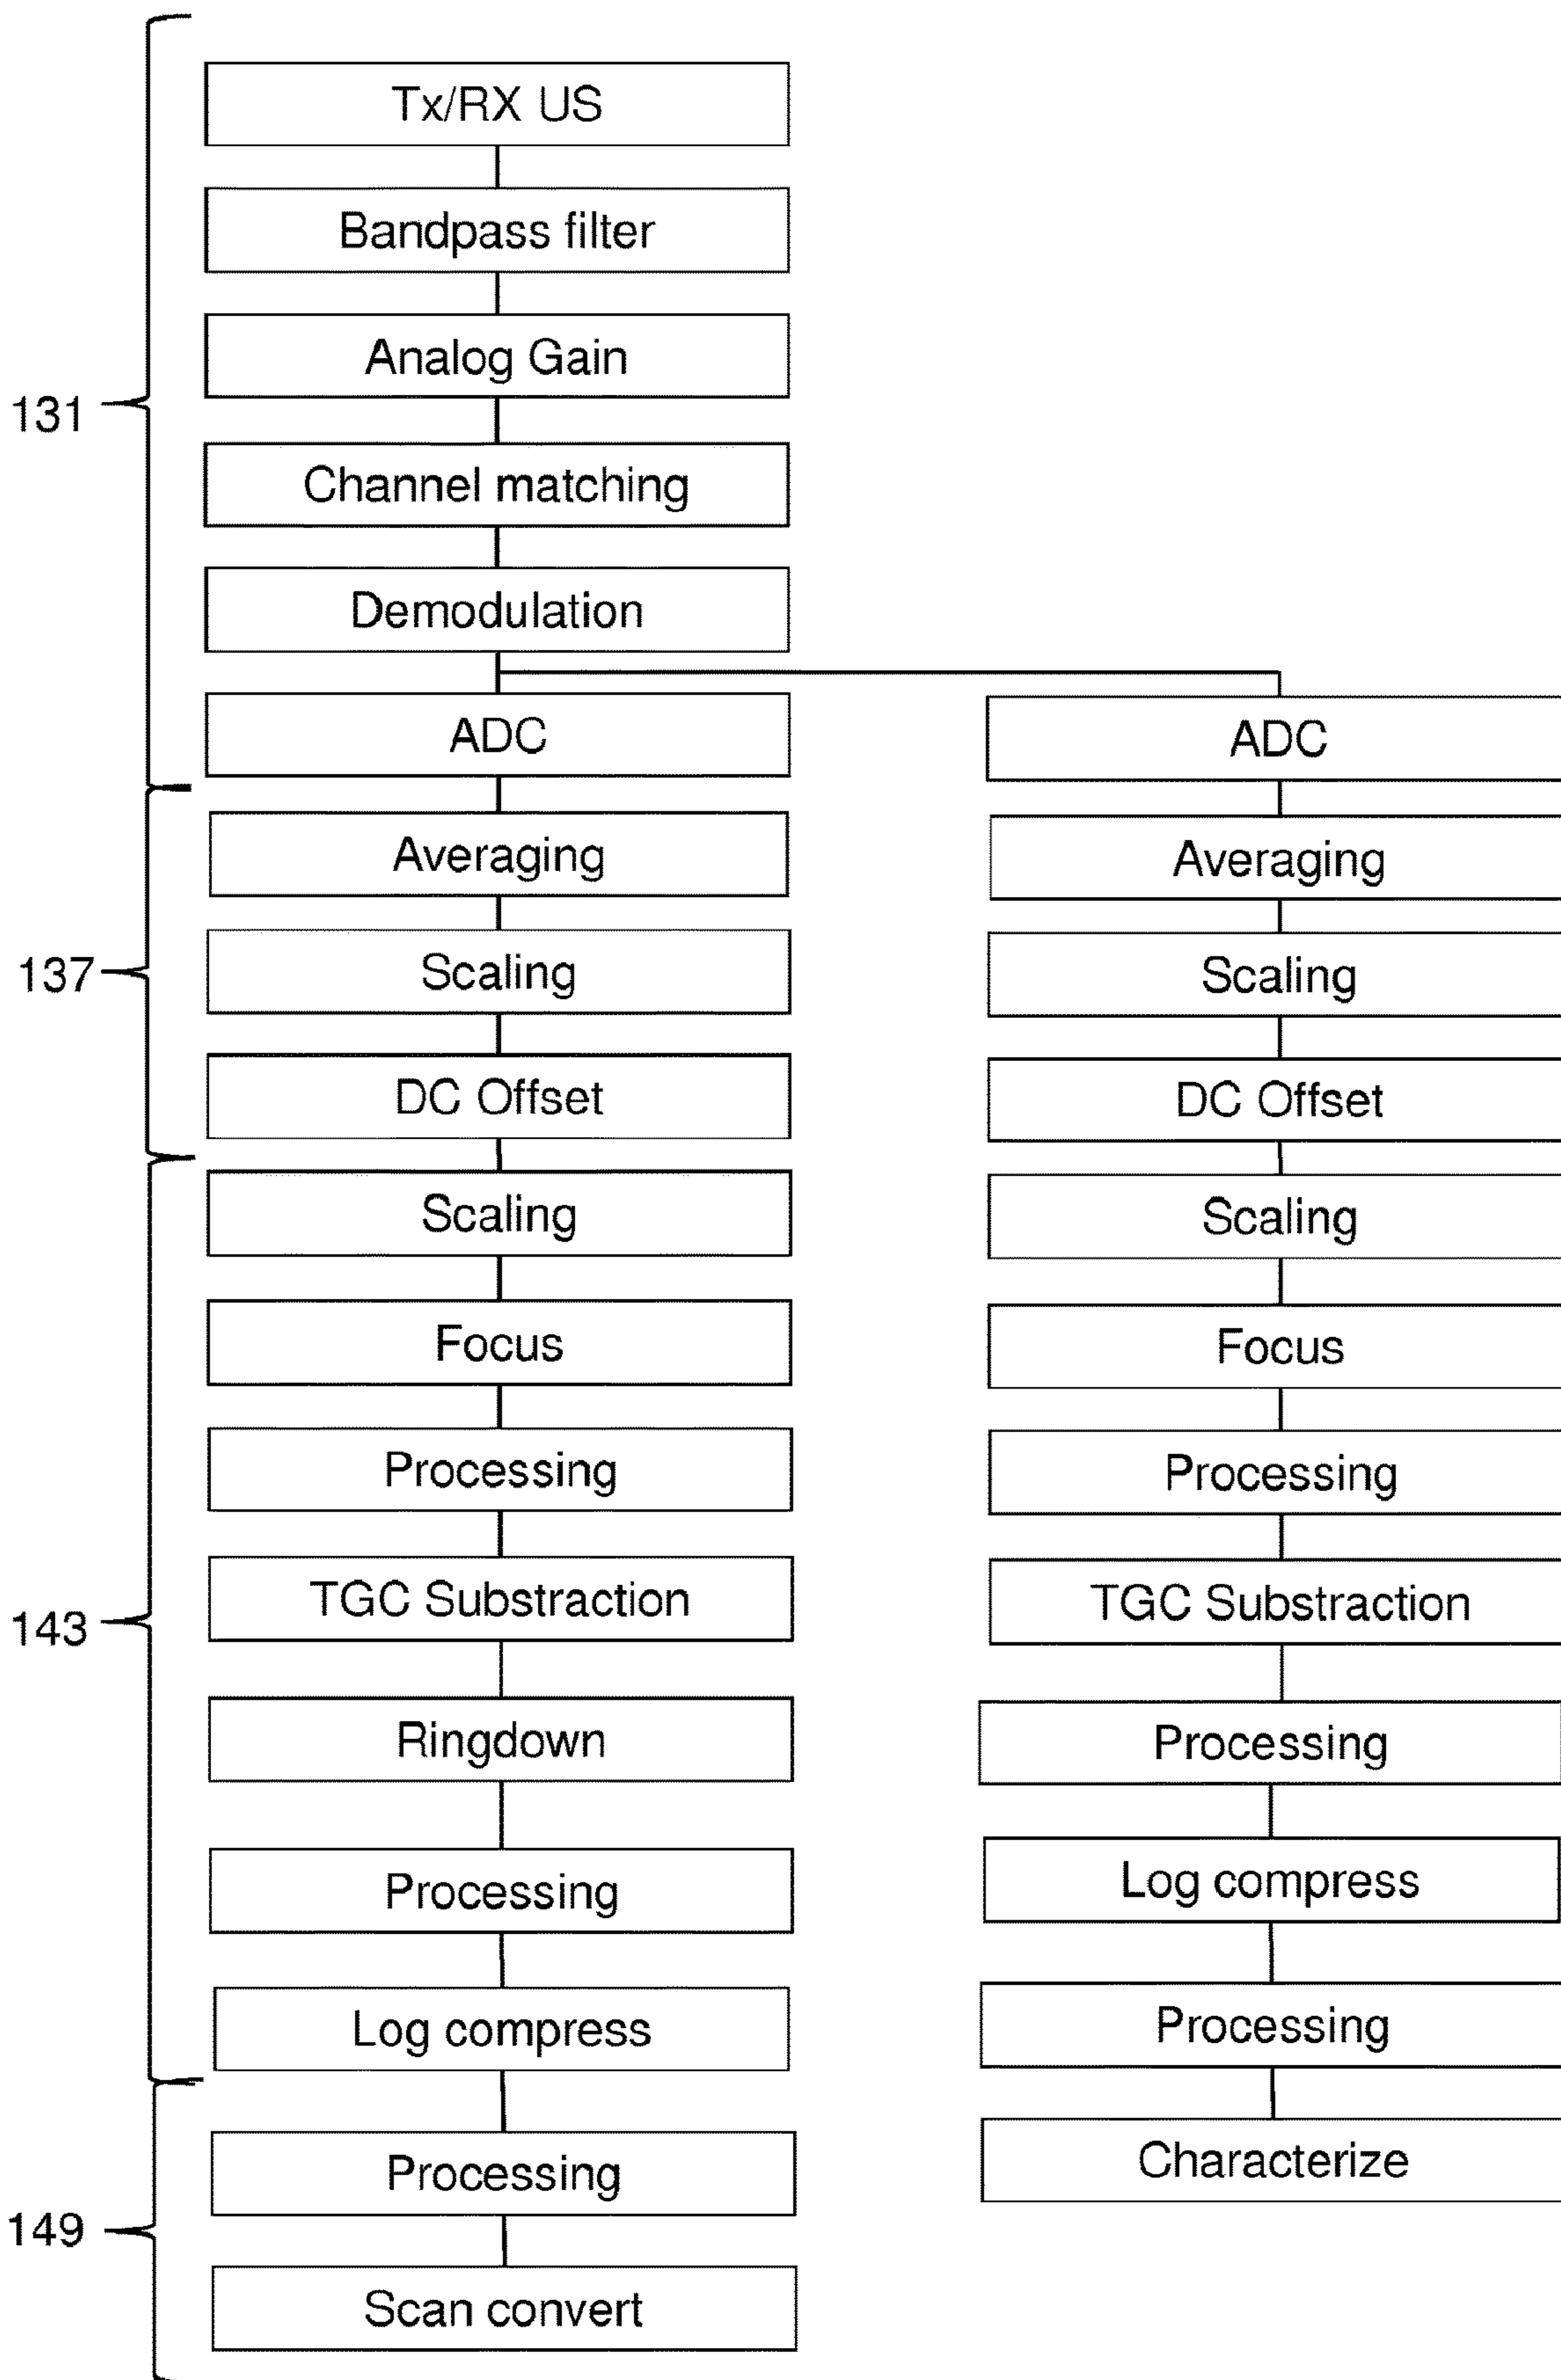 Tx/RX US
Bandpass filter
Analog Gain
131
Channel matching
Demodulation
ADC
Averaging
137
Scaling
DC Offset
Scaling
Focus
Processing
143
TGC Substraction
Ringdown
Processing
Log compress
149
Processing
Scan convert
ADC
Averaging
Scaling
DC Offset
Scaling
Focus
Processing
TGC Substraction
Processing
Log compress
Processing
Characterize